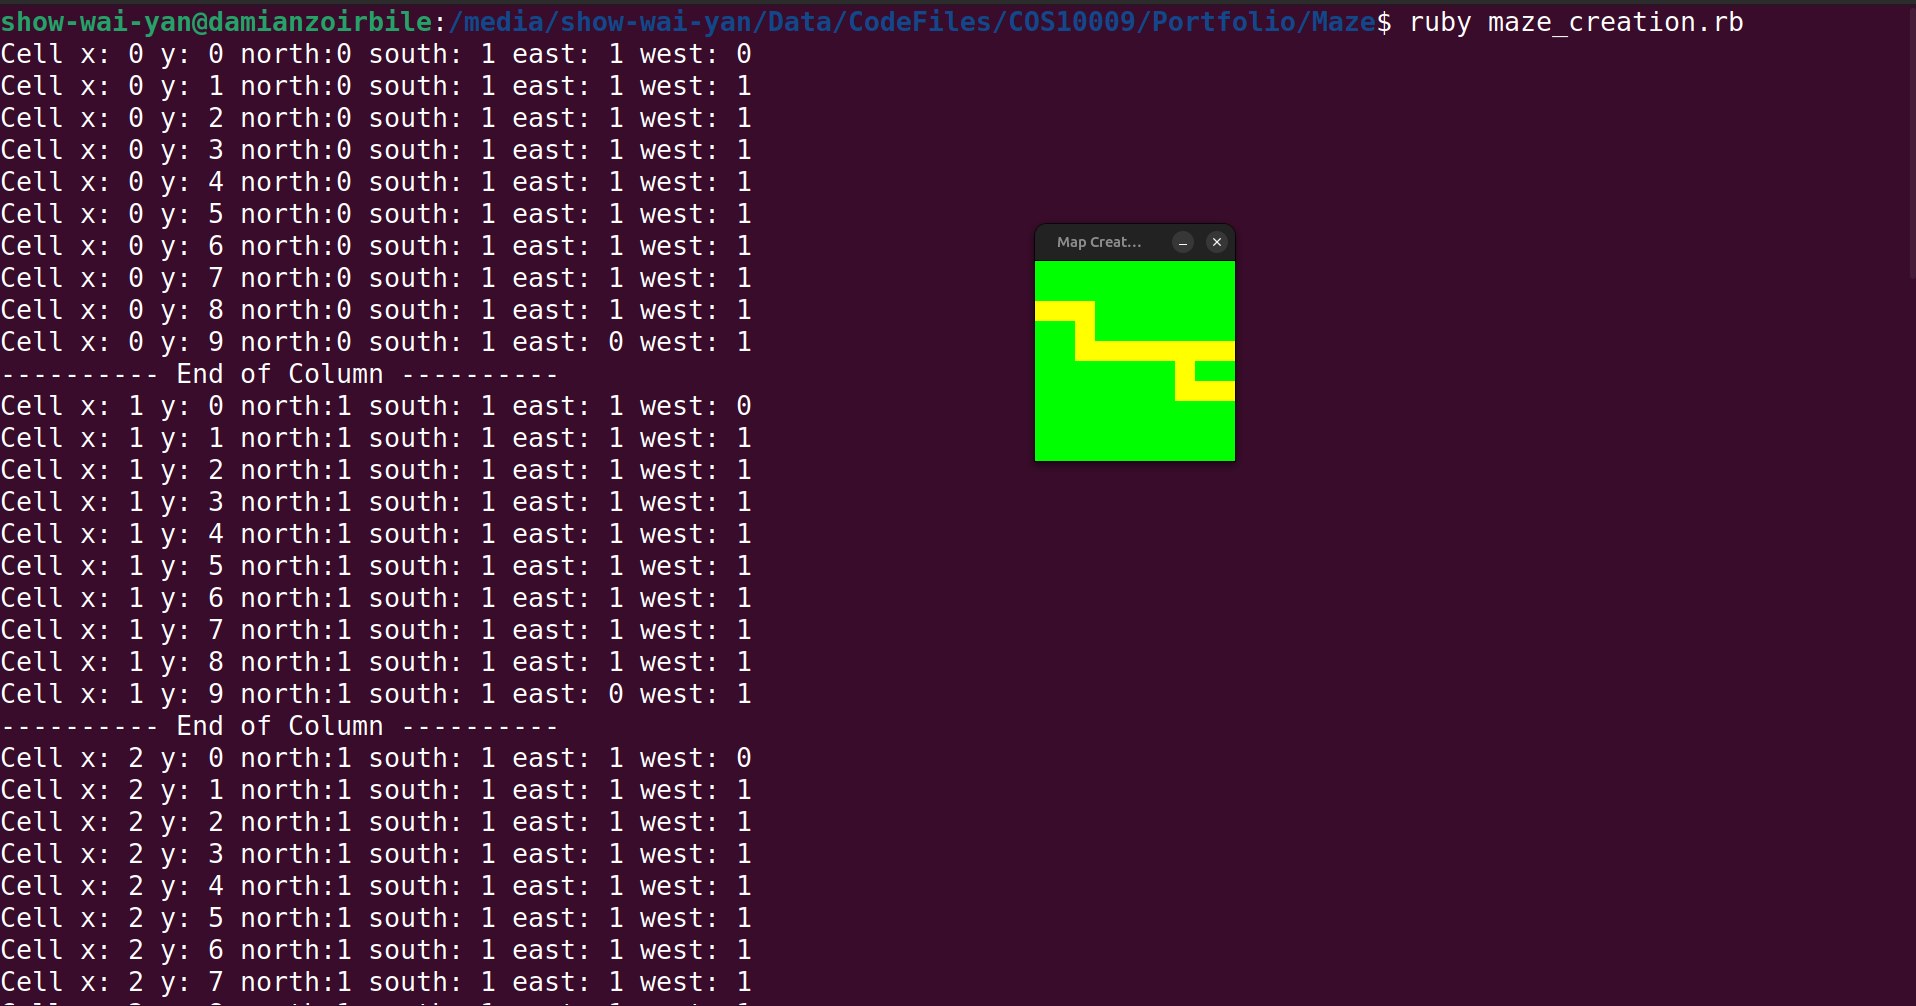 show-wai-yan@damianzoirbile:/media/show-wai-yan/Data/CodeFiles/COS10009/Portfolio/Maze$ ruby maze_creation.rb
Cell x: 0 y: 0 north:0 south: 1 east: 1 west: 0
Cell x: 0 y: 1 north:0 south: 1 east: 1 west: 1
Cell x: 0 y: 2 north:0 south: 1 east: 1 west: 1
Cell x: 0 y: 3 north:0 south: 1 east: 1 west: 1
Cell x: 0 y: 4 north:0 south: 1 east: 1 west: 1
Cell x: 0 y: 5 north:0 south: 1 east: 1 west: 1
Cell x: 0 y: 6 north:0 south: 1 east: 1 west: 1
Cell x: 0 y: 7 north:0 south: 1 east: 1 west: 1
Cell x: 0 y: 8 north:0 south: 1 east: 1 west: 1
Cell x: 0 y: 9 north:0 south: 1 east: 0 west: 1
---------- End of Column ----------
Cell x: 1 y: 0 north:1 south: 1 east: 1 west: 0
Cell x: 1 y: 1 north:1 south: 1 east: 1 west: 1
Cell x: 1 y: 2 north:1 south: 1 east: 1 west: 1
Cell x: 1 y: 3 north:1 south: 1 east: 1 west: 1
Cell x: 1 y: 4 north:1 south: 1 east: 1 west: 1
Cell x: 1 y: 5 north:1 south: 1 east: 1 west: 1
Cell x: 1 y: 6 north:1 south: 1 east: 1 west: 1
Cell x: 1 y: 7 north:1 south: 1 east: 1 west: 1
Cell x: 1 y: 8 north:1 south: 1 east: 1 west: 1
Cell x: 1 y: 9 north:1 south: 1 east: 0 west: 1
---------- End of Column ----------
Cell x: 2 y: 0 north:1 south: 1 east: 1 west: 0
Cell x: 2 y: 1 north:1 south: 1 east: 1 west: 1
Cell x: 2 y: 2 north:1 south: 1 east: 1 west: 1
Cell x: 2 y: 3 north:1 south: 1 east: 1 west: 1
Cell x: 2 y: 4 north:1 south: 1 east: 1 west: 1
Cell x: 2 y: 5 north:1 south: 1 east: 1 west: 1
Cell x: 2 y: 6 north:1 south: 1 east: 1 west: 1
Cell x: 2 y: 7 north:1 south: 1 east: 1 west: 1
Map Creat...